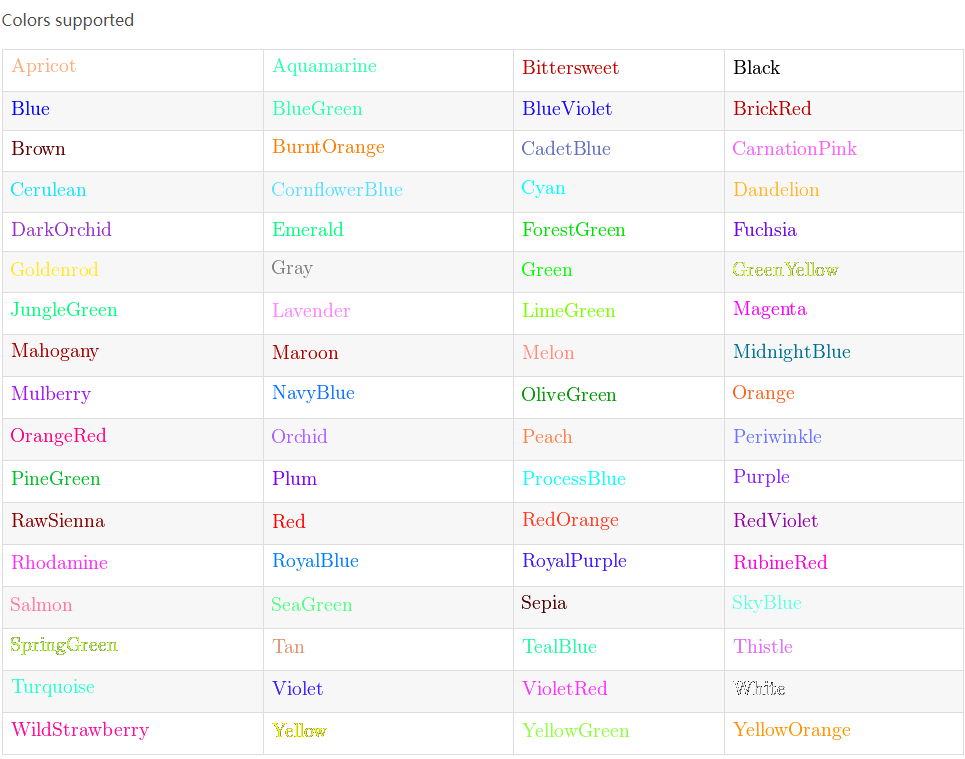 Colors supported
Apricot Aquamarine Bittersweet Black
Blue BlueGreen BlueViolet BrickRed
Brown BurntOrange CadetBlue CarnationPink
Cerulean CornflowerBlue Cyan Dandelion
DarkOrchid Emerald ForestGreen Fuchsia
Goldenrod Gray Green GreenYellow
JungleGreen Lavender LimeGreen Magenta
Mahogany Maroon Melon MidnightBlue
Mulberry NavyBlue OliveGreen Orange
OrangeRed Orchid Peach Periwinkle
PineGreen Plum ProcessBlue Purple
RawSienna Red RedOrange RedViolet
Rhodamine RoyalBlue RoyalPurple RubineRed
Salmon SeaGreen Sepia SkyBlue
SpringGreen Tan TealBlue Thistle
Turquoise Violet VioletRed White
WildStrawberry Yellow YellowGreen YellowOrange